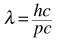 λ = hc / pc